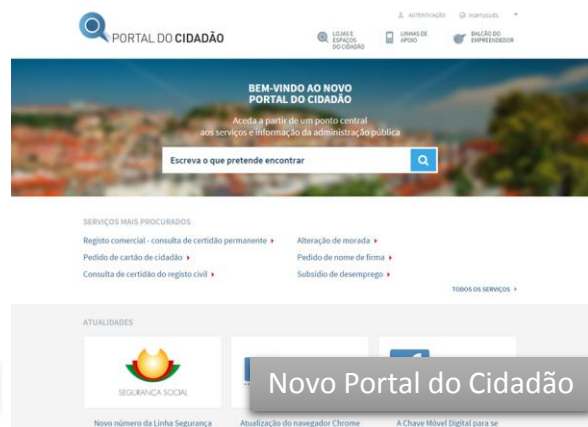 AUTENTICAÇÃO PORTUGUÊS
PORTAL DO CIDADÃO
LOJAS E ESPAÇOS DO CIDADÃO
LINHAS DE APOIO
BALCÃO DO EMPREENDEDOR
BEM-VINDO AO NOVO
PORTAL DO CIDADÃO
Aceda a partir de um ponto central
aos serviços e informação da administração pública
Escreva o que pretende encontrar
SERVIÇOS MAIS PROCURADOS
Registo comercial - consulta de certidão permanente
Alteração de morada
Pedido de cartão de cidadão
Pedido de nome de firma
Consulta de certidão do registo civil
Subsídio de desemprego
TODOS OS SERVIÇOS
ATUALIDADES
SEGURANÇA SOCIAL
Novo Portal do Cidadão
Novo número da Linha Segurança
Atualização do navegador Chrome
A Chave Móvel Digital para se